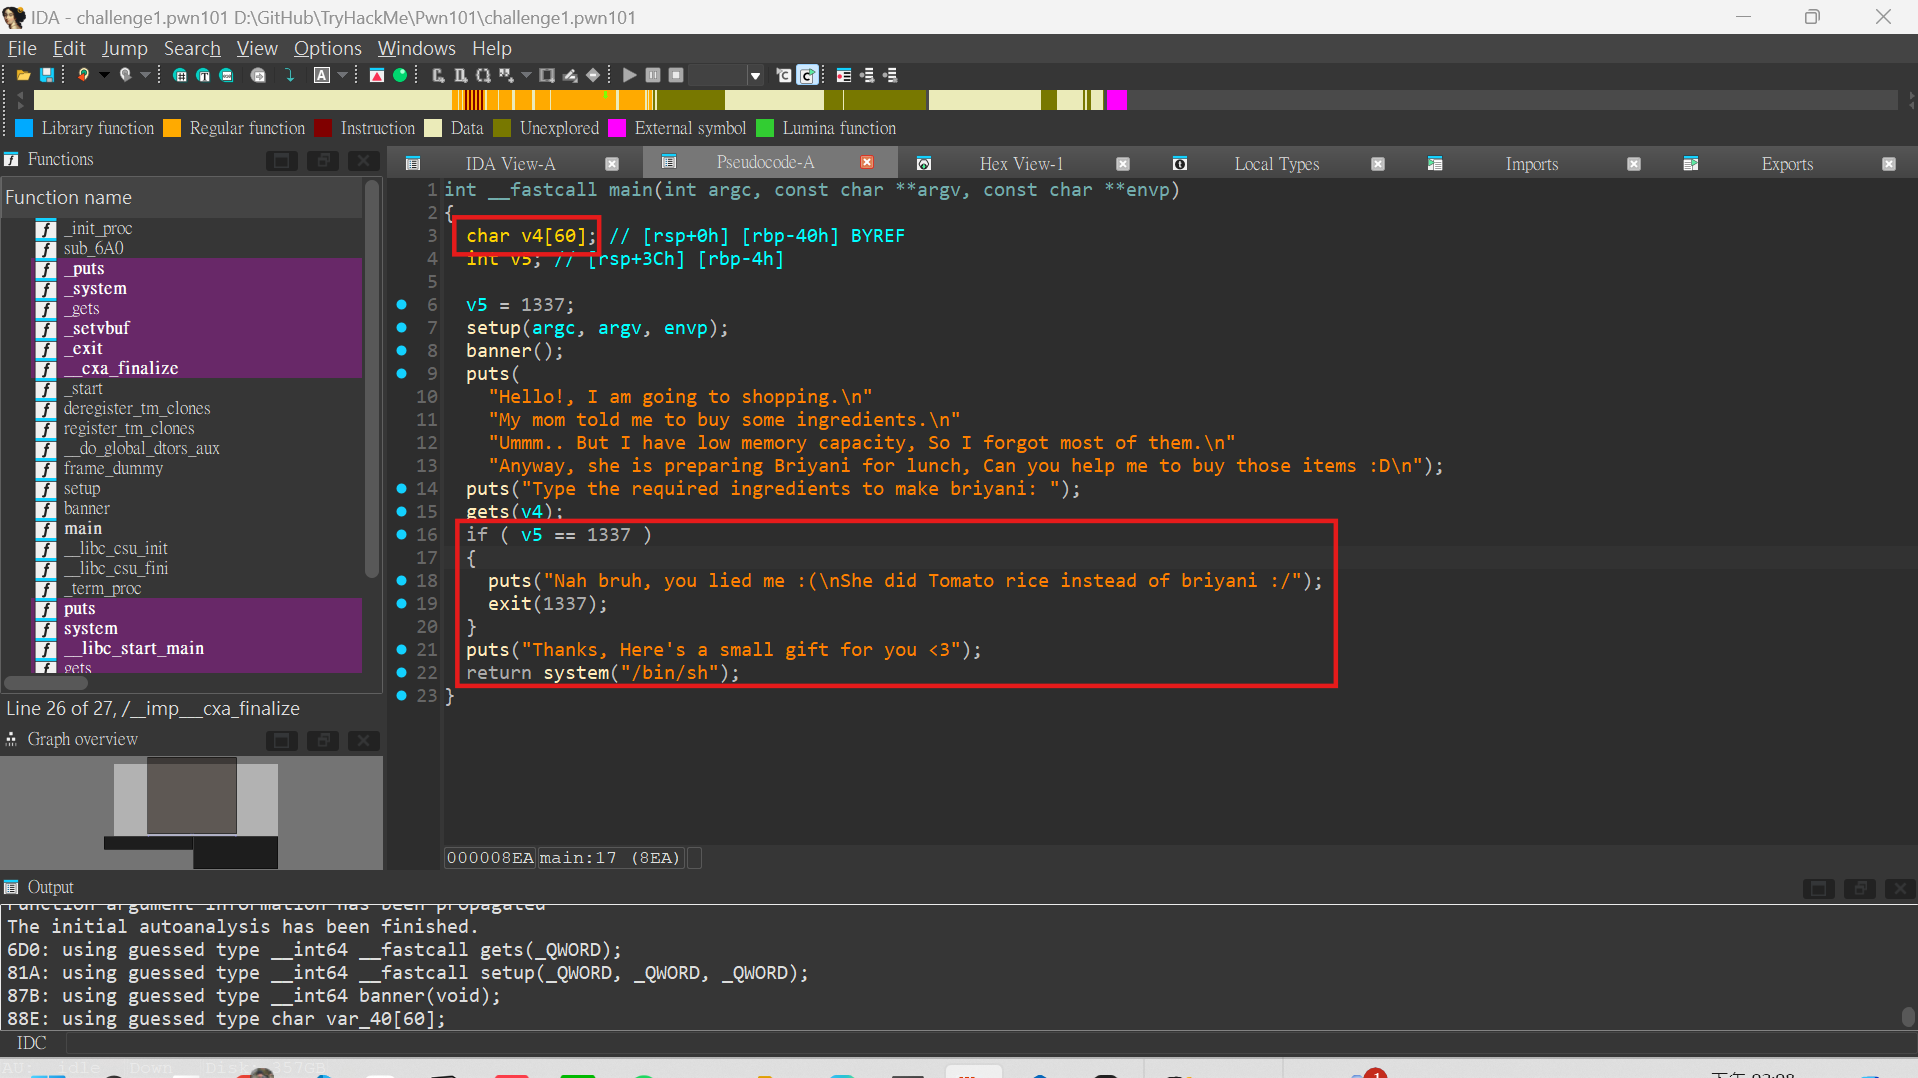 IDA - challenge1.pwn101 D:\GitHub\TryHackMe\Pwn101\challenge1.pwn101
File Edit Jump Search View Options Windows Help
Library function Regular function Instruction Data Unexplored External symbol Lumina function
Functions
Function name
_init_proc
sub_6A0
_puts
_system
_gets
_setvbuf
_exit
__cxa_finalize
_start
deregister_tm_clones
register_tm_clones
__do_global_dtors_aux
frame_dummy
setup
banner
main
__libc_csu_init
__libc_csu_fini
_term_proc
puts
system
__libc_start_main
gets
Line 26 of 27, /__imp___cxa_finalize
Graph overview
IDA View-A Pseudocode-A Hex View-1 Local Types Imports Exports
1 int __fastcall main(int argc, const char **argv, const char **envp)
2 {
3 char v4[60]; // [rsp+0h] [rbp-40h] BYREF
4 int v5; // [rsp+3Ch] [rbp-4h]
5
6 v5 = 1337;
7 setup(argc, argv, envp);
8 banner();
9 puts(
10 "Hello!, I am going to shopping.\n"
11 "My mom told me to buy some ingredients.\n"
12 "Ummm.. But I have low memory capacity, So I forgot most of them.\n"
13 "Anyway, she is preparing Briyani for lunch, Can you help me to buy those items :D\n");
14 puts("Type the required ingredients to make briyani: ");
15 gets(v4);
16 if ( v5 == 1337 )
17 {
18 puts("Nah bruh, you lied me :(\nShe did Tomato rice instead of briyani :/");
19 exit(1337);
20 }
21 puts("Thanks, Here's a small gift for you <3");
22 return system("/bin/sh");
23 }
000008EA main:17 (8EA)
Output
Function argument information has been propagated
The initial autoanalysis has been finished.
6D0: using guessed type __int64 __fastcall gets(_QWORD);
81A: using guessed type __int64 __fastcall setup(_QWORD, _QWORD, _QWORD);
87B: using guessed type __int64 banner(void);
88E: using guessed type char var_40[60];
IDC